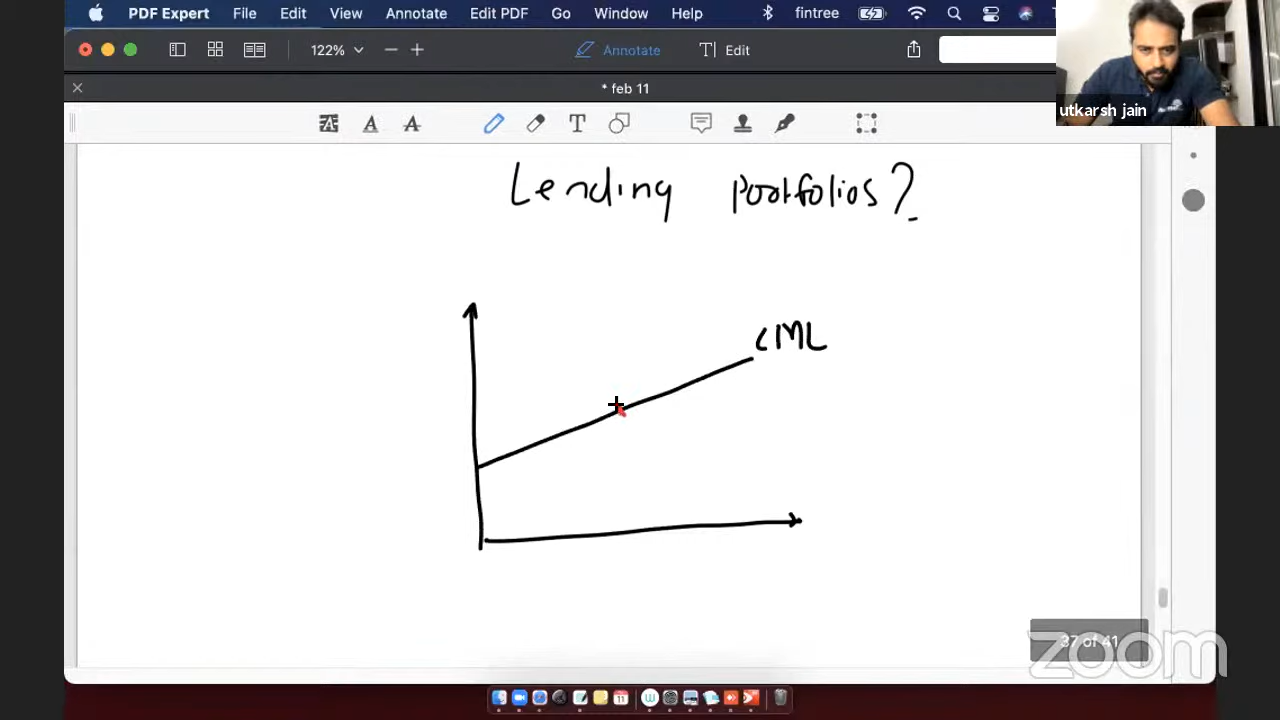 PDF Expert File Edit View Annotate Edit PDF Go Window Help fintree
122% Annotate T Edit
* feb 11
utkarsh jain
Lending Portfolios?
CML
37 of 41
zoom